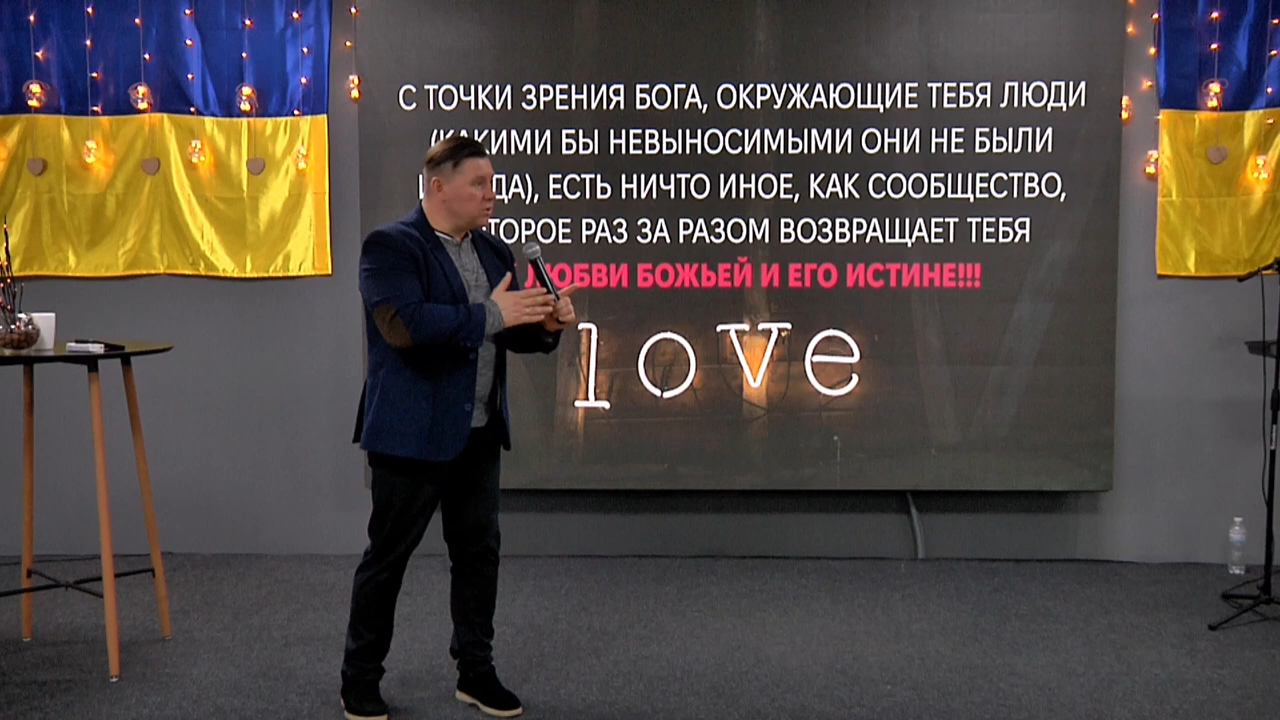 С ТОЧКИ ЗРЕНИЯ БОГА, ОКРУЖАЮЩИЕ ТЕБЯ ЛЮДИ
(КАКИМИ БЫ НЕВЫНОСИМЫМИ ОНИ НЕ БЫЛИ
ЕСТЬ НИЧТО ИНОЕ, КАК СООБЩЕСТВО,
РАЗ ЗА РАЗОМ ВОЗВРАЩАЕТ ТЕБЯ
ЛЮБВИ БОЖЬЕЙ И ЕГО ИСТИНЕ!!!
love